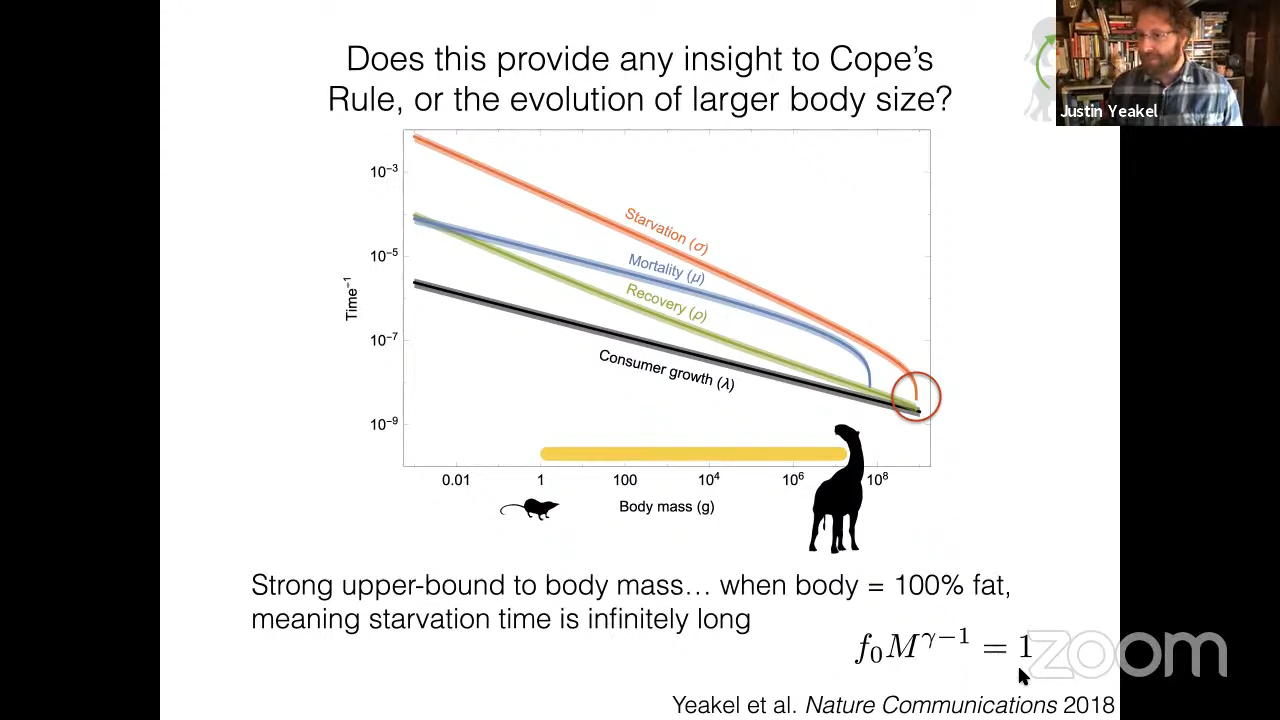 Does this provide any insight to Cope's
Rule, or the evolution of larger body size?
Justin Yeakel
10⁻³
10⁻⁵
10⁻⁷
10⁻⁹
Time⁻¹
Starvation (σ)
Mortality (μ)
Recovery (ρ)
Consumer growth (λ)
0.01 1 100 10⁴ 10⁶ 10⁸
Body mass (g)
Strong upper-bound to body mass… when body = 100% fat,
meaning starvation time is infinitely long
f₀M^{γ−1} = 1
zoom
Yeakel et al. Nature Communications 2018